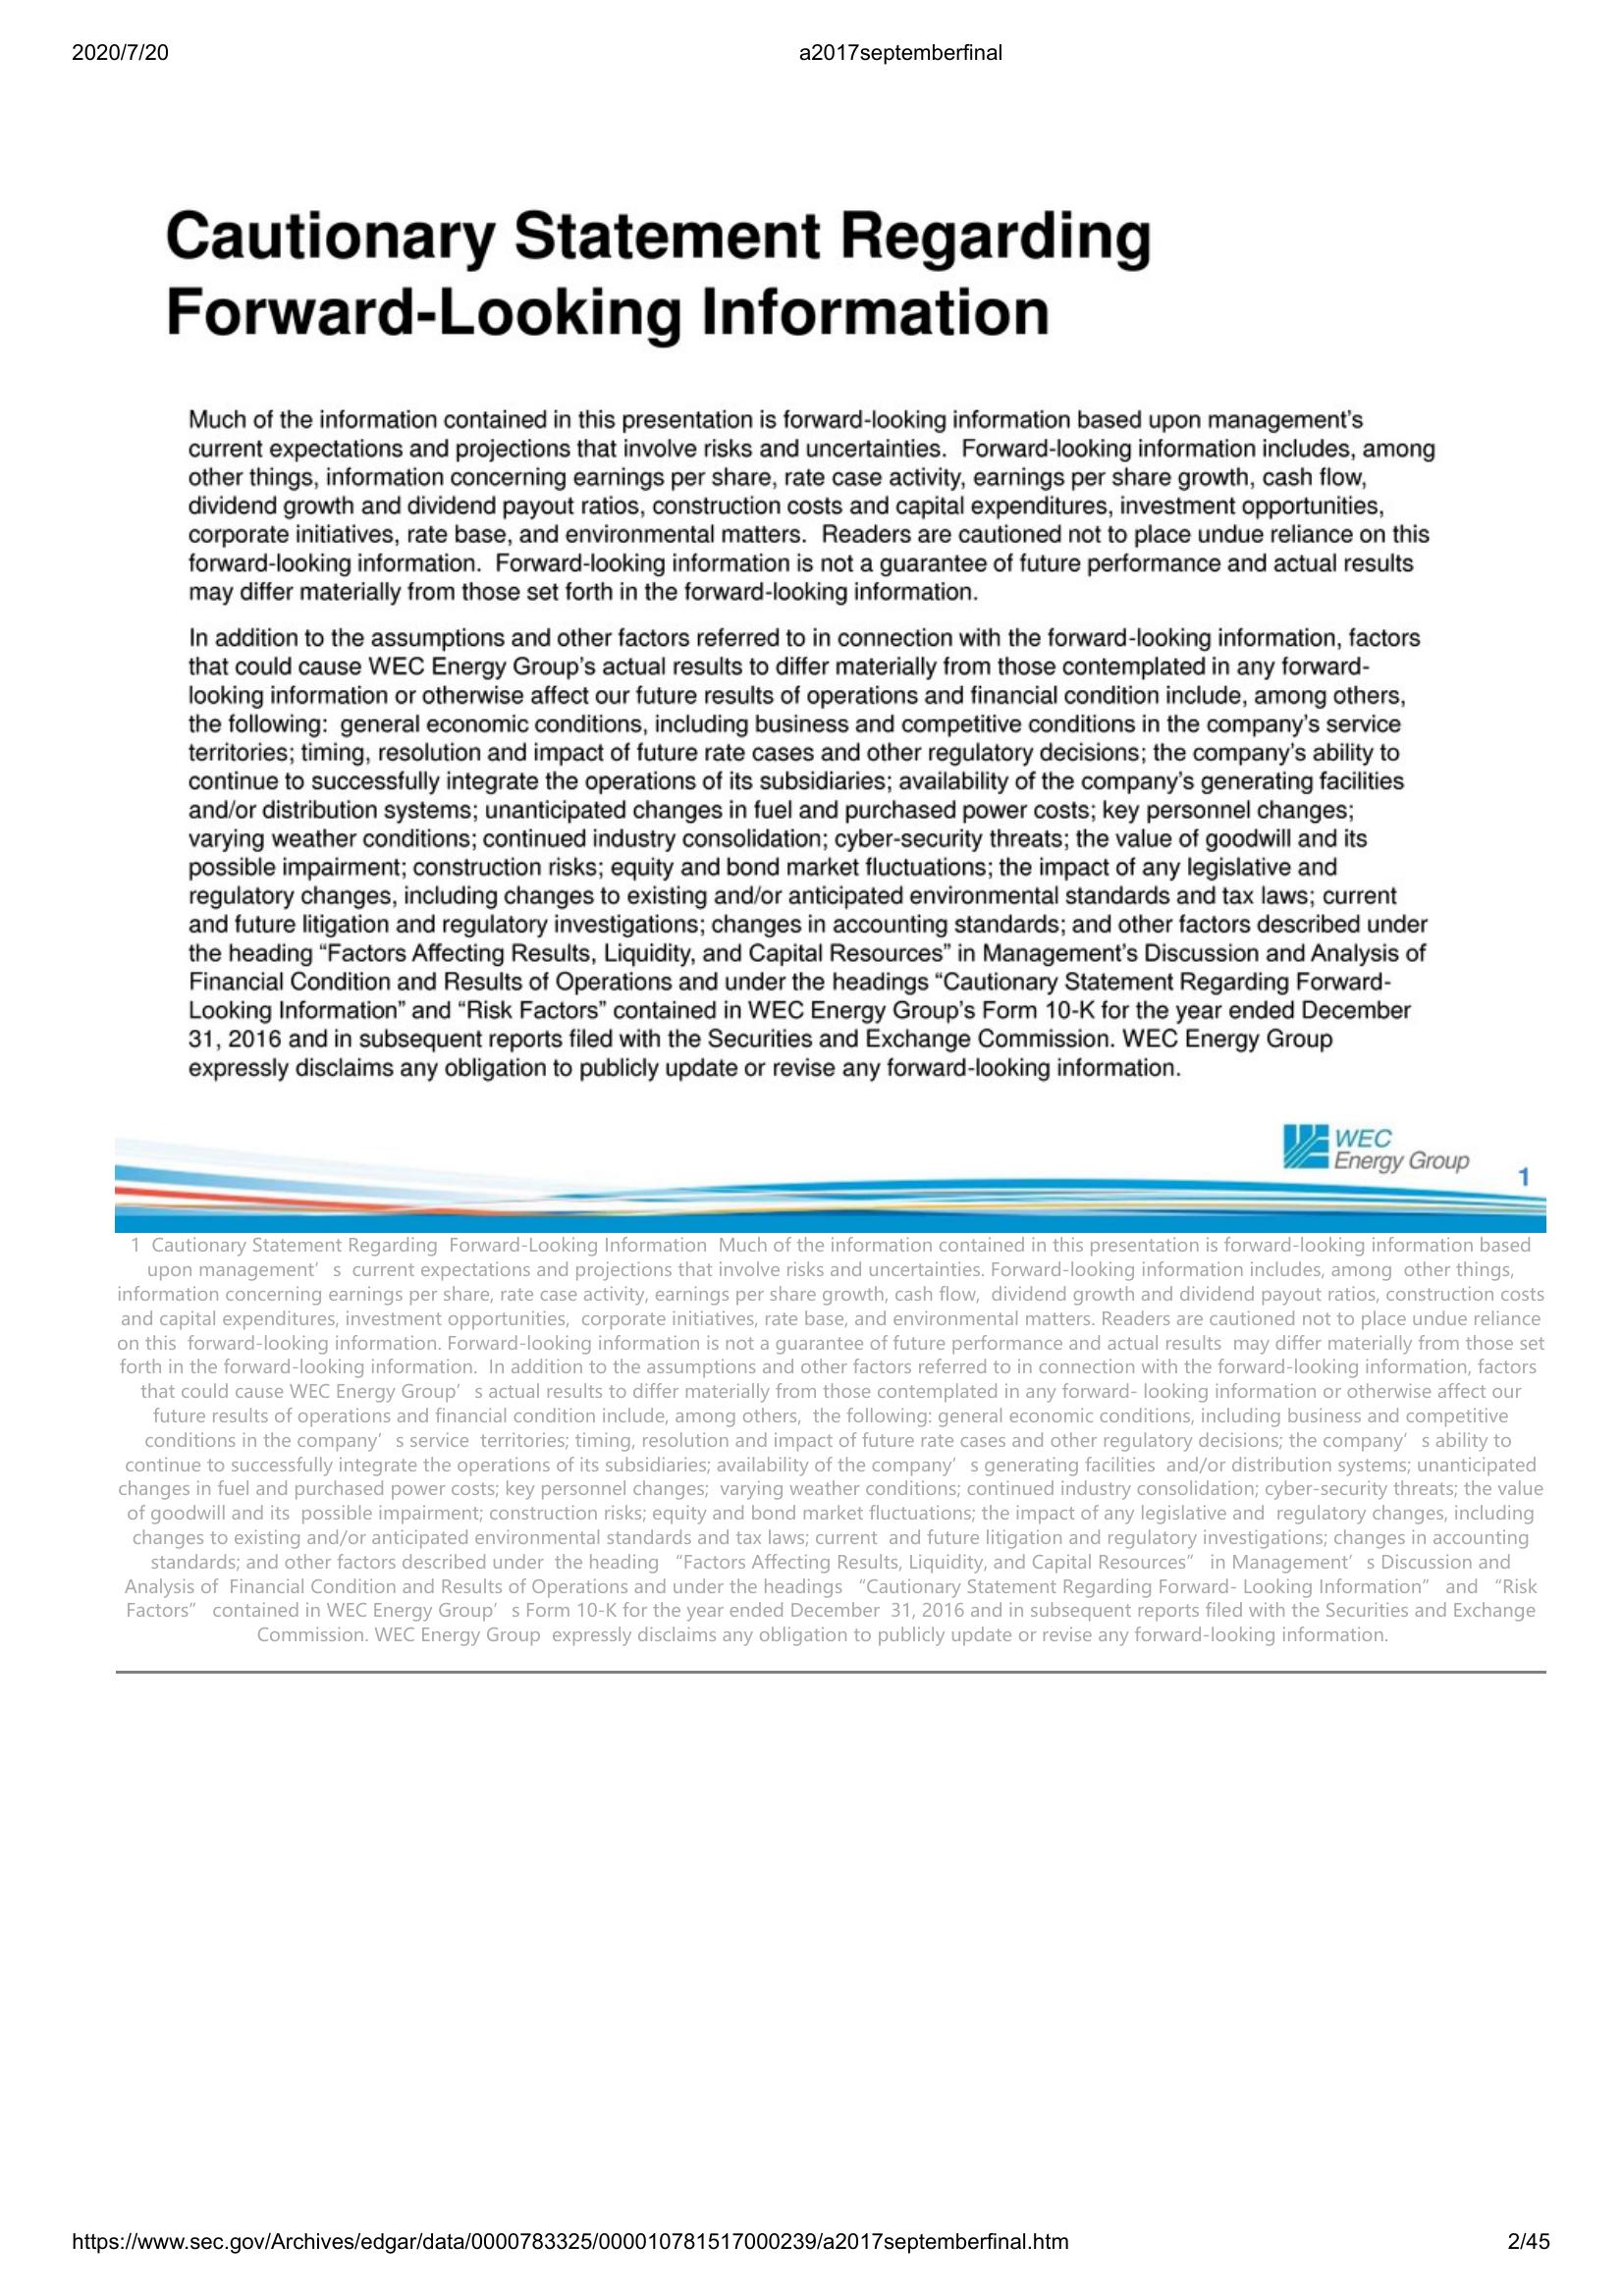 2020/7/20
a2017septemberfinal
Cautionary Statement Regarding
Forward-Looking Information
Much of the information contained in this presentation is forward-looking information based upon management’s
current expectations and projections that involve risks and uncertainties.  Forward-looking information includes, among
other things, information concerning earnings per share, rate case activity, earnings per share growth, cash flow,
dividend growth and dividend payout ratios, construction costs and capital expenditures, investment opportunities,
corporate initiatives, rate base, and environmental matters.  Readers are cautioned not to place undue reliance on this
forward-looking information.  Forward-looking information is not a guarantee of future performance and actual results
may differ materially from those set forth in the forward-looking information.
In addition to the assumptions and other factors referred to in connection with the forward-looking information, factors
that could cause WEC Energy Group’s actual results to differ materially from those contemplated in any forward-
looking information or otherwise affect our future results of operations and financial condition include, among others,
the following:  general economic conditions, including business and competitive conditions in the company’s service
territories; timing, resolution and impact of future rate cases and other regulatory decisions; the company’s ability to
continue to successfully integrate the operations of its subsidiaries; availability of the company’s generating facilities
and/or distribution systems; unanticipated changes in fuel and purchased power costs; key personnel changes;
varying weather conditions; continued industry consolidation; cyber-security threats; the value of goodwill and its
possible impairment; construction risks; equity and bond market fluctuations; the impact of any legislative and
regulatory changes, including changes to existing and/or anticipated environmental standards and tax laws; current
and future litigation and regulatory investigations; changes in accounting standards; and other factors described under
the heading “Factors Affecting Results, Liquidity, and Capital Resources” in Management’s Discussion and Analysis of
Financial Condition and Results of Operations and under the headings “Cautionary Statement Regarding Forward-
Looking Information” and “Risk Factors” contained in WEC Energy Group’s Form 10-K for the year ended December
31, 2016 and in subsequent reports filed with the Securities and Exchange Commission. WEC Energy Group
expressly disclaims any obligation to publicly update or revise any forward-looking information.
WEC
Energy Group
1
1 Cautionary Statement Regarding Forward-Looking Information Much of the information contained in this presentation is forward-looking information based
upon management’ s current expectations and projections that involve risks and uncertainties. Forward-looking information includes, among other things,
information concerning earnings per share, rate case activity, earnings per share growth, cash flow, dividend growth and dividend payout ratios, construction costs
and capital expenditures, investment opportunities, corporate initiatives, rate base, and environmental matters. Readers are cautioned not to place undue reliance
on this forward-looking information. Forward-looking information is not a guarantee of future performance and actual results may differ materially from those set
forth in the forward-looking information. In addition to the assumptions and other factors referred to in connection with the forward-looking information, factors
that could cause WEC Energy Group’ s actual results to differ materially from those contemplated in any forward- looking information or otherwise affect our
future results of operations and financial condition include, among others, the following: general economic conditions, including business and competitive
conditions in the company’ s service territories; timing, resolution and impact of future rate cases and other regulatory decisions; the company’ s ability to
continue to successfully integrate the operations of its subsidiaries; availability of the company’ s generating facilities and/or distribution systems; unanticipated
changes in fuel and purchased power costs; key personnel changes; varying weather conditions; continued industry consolidation; cyber-security threats; the value
of goodwill and its possible impairment; construction risks; equity and bond market fluctuations; the impact of any legislative and regulatory changes, including
changes to existing and/or anticipated environmental standards and tax laws; current and future litigation and regulatory investigations; changes in accounting
standards; and other factors described under the heading “Factors Affecting Results, Liquidity, and Capital Resources” in Management’ s Discussion and
Analysis of Financial Condition and Results of Operations and under the headings “Cautionary Statement Regarding Forward- Looking Information” and “Risk
Factors” contained in WEC Energy Group’ s Form 10-K for the year ended December 31, 2016 and in subsequent reports filed with the Securities and Exchange
Commission. WEC Energy Group expressly disclaims any obligation to publicly update or revise any forward-looking information.
https://www.sec.gov/Archives/edgar/data/0000783325/000010781517000239/a2017septemberfinal.htm
2/45